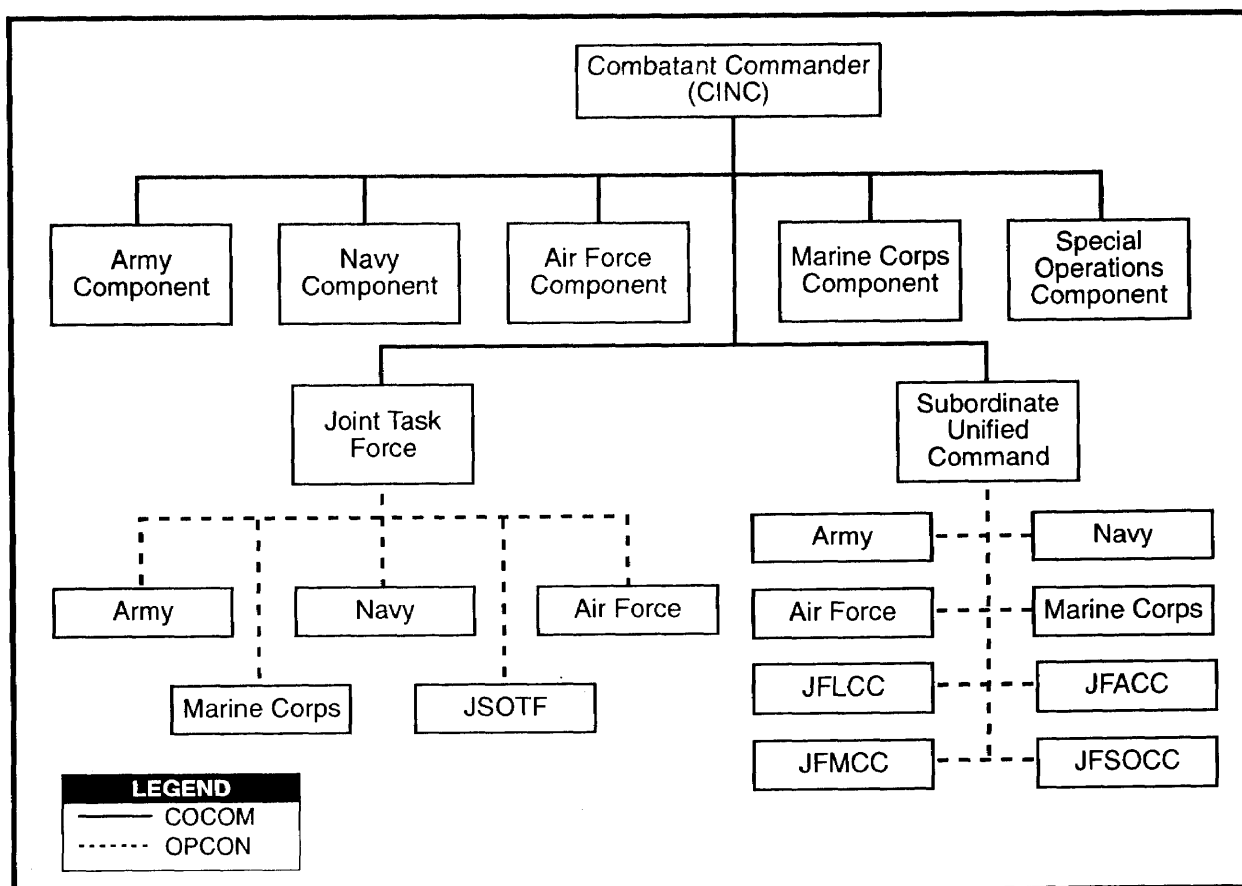 Combatant Commander
(CINC)
Army
Component
Navy
Component
Air Force
Component
Marine Corps
Component
Special
Operations
Component
Joint Task
Force
Subordinate
Unified
Command
Army
Navy
Air Force
Marine Corps
JSOTF
Army
Navy
Air Force
Marine Corps
JFLCC
JFACC
JFMCC
JFSOCC
LEGEND
COCOM
OPCON